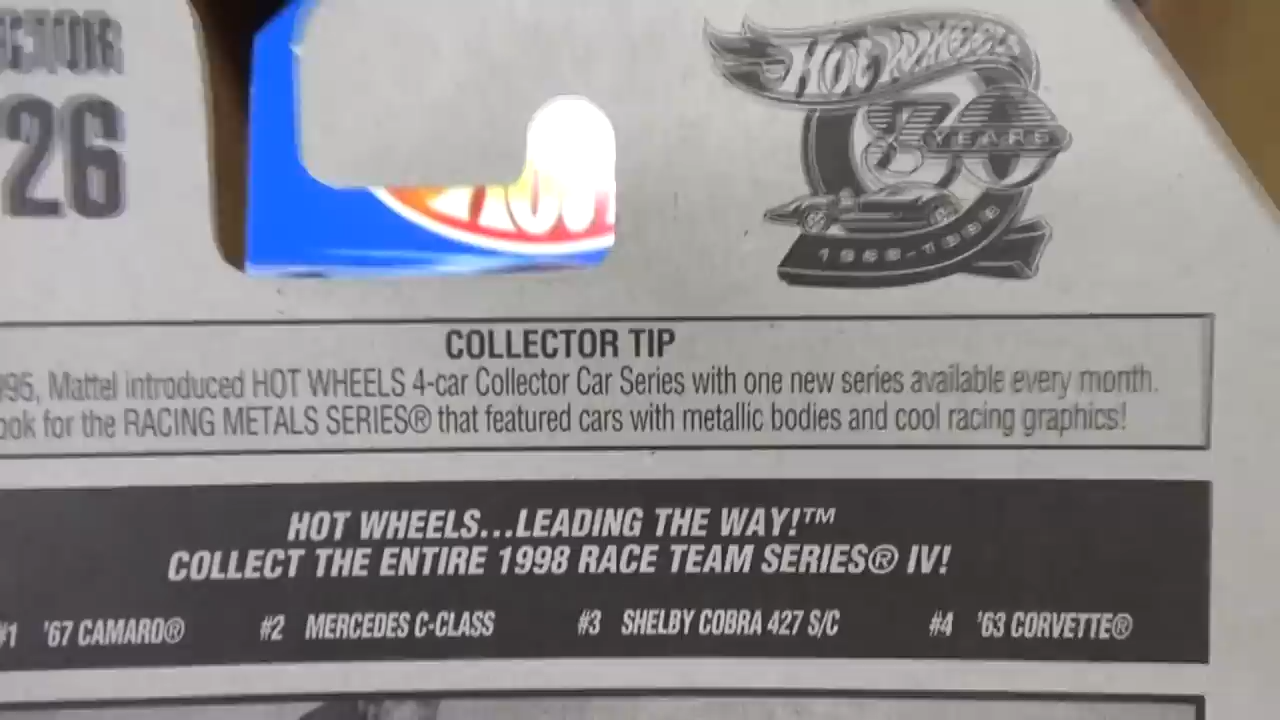 26
HOT WHEELS
30
YEARS
1968-1998
COLLECTOR TIP
95, Mattel introduced HOT WHEELS 4-car Collector Car Series with one new series available every month.
ook for the RACING METALS SERIES® that featured cars with metallic bodies and cool racing graphics!
HOT WHEELS...LEADING THE WAY!™
COLLECT THE ENTIRE 1998 RACE TEAM SERIES® IV!
#1 '67 CAMARO® #2 MERCEDES C-CLASS #3 SHELBY COBRA 427 S/C #4 '63 CORVETTE®